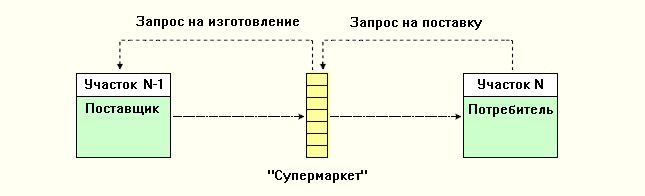 Запрос на изготовление
Запрос на поставку
Участок N-1
Поставщик
Участок N
Потребитель
"Супермаркет"